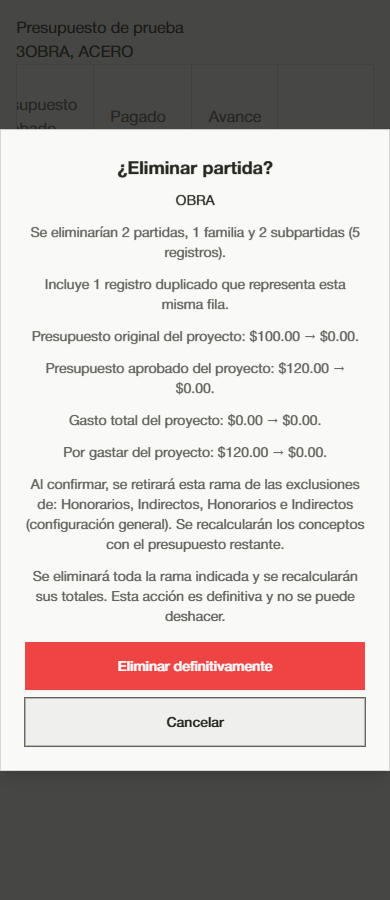 Presupuesto de prueba
3OBRA, ACERO
Pagado
Avance
¿Eliminar partida?
OBRA
Se eliminarían 2 partidas, 1 familia y 2 subpartidas (5
registros).
Incluye 1 registro duplicado que representa esta
misma fila.
Presupuesto original del proyecto: $100.00 → $0.00.
Presupuesto aprobado del proyecto: $120.00 →
$0.00.
Gasto total del proyecto: $0.00 → $0.00.
Por gastar del proyecto: $120.00 → $0.00.
Al confirmar, se retirará esta rama de las exclusiones
de: Honorarios, Indirectos, Honorarios e Indirectos
(configuración general). Se recalcularán los conceptos
con el presupuesto restante.
Se eliminará toda la rama indicada y se recalcularán
sus totales. Esta acción es definitiva y no se puede
deshacer.
Eliminar definitivamente
Cancelar